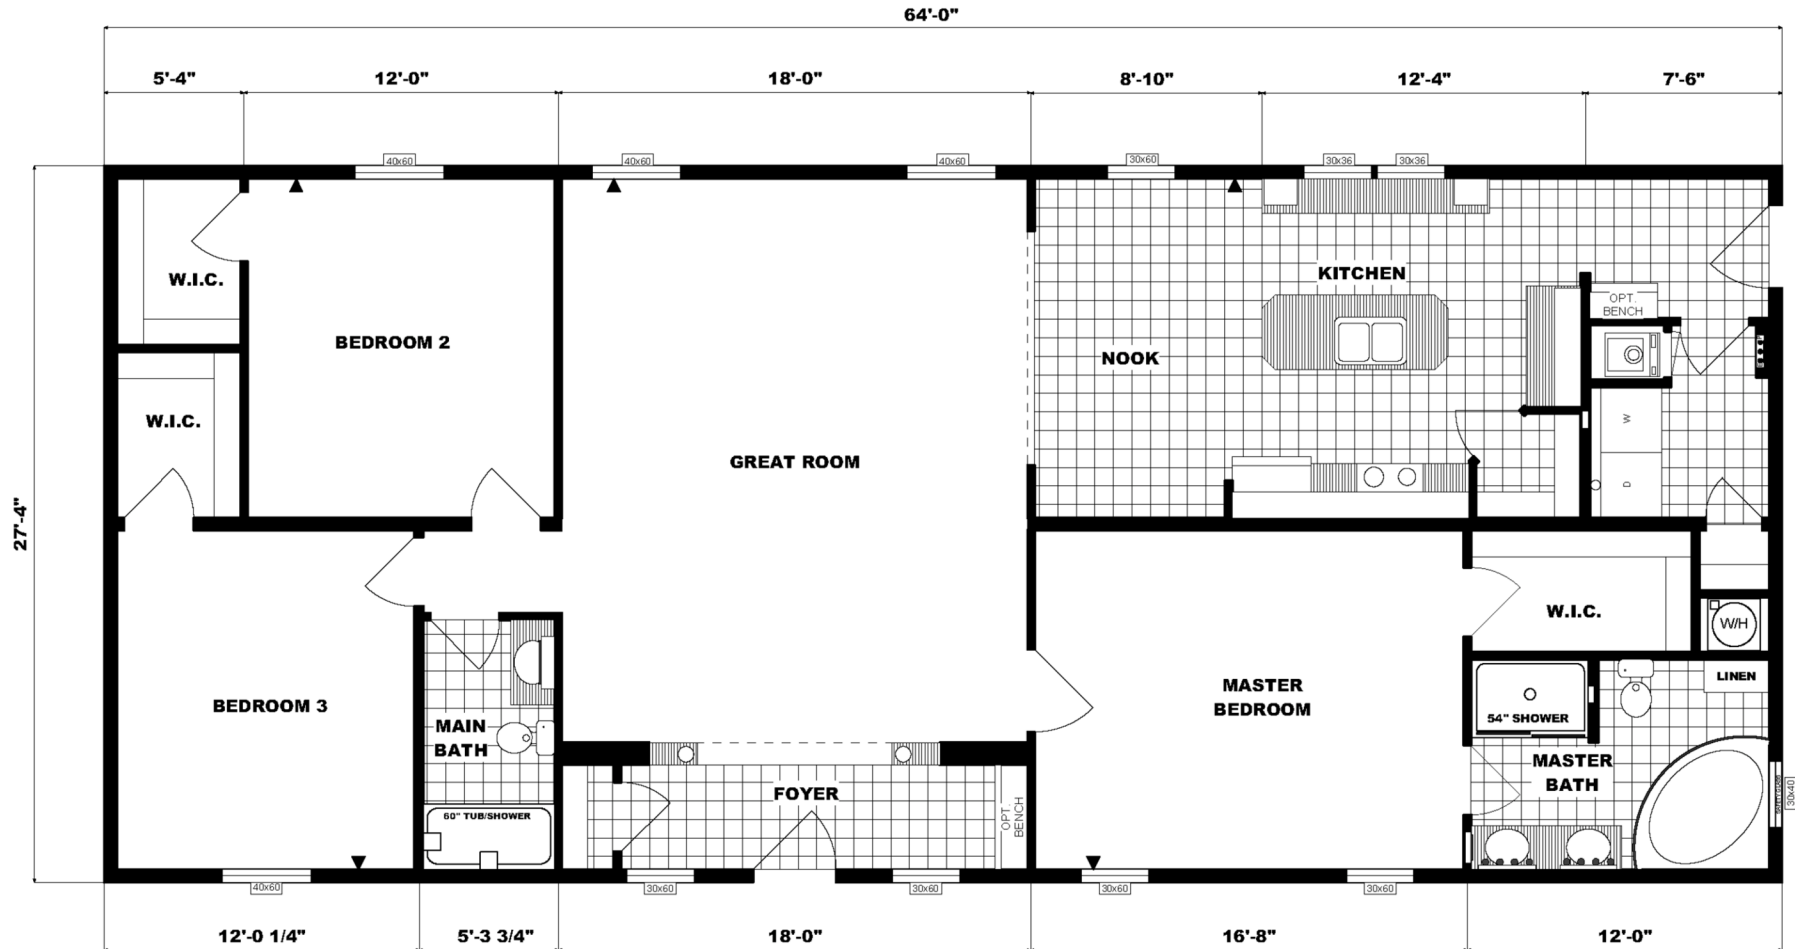 64'-0"
5'-4"
12'-0"
18'-0"
8'-10"
12'-4"
7'-6"
40x60
40x60
40x60
30x60
30x36
30x36
W.I.C.
KITCHEN
OPT.
BENCH
BEDROOM 2
NOOK
W.I.C.
W
GREAT ROOM
D
27'-4"
W.I.C.
W/H
BEDROOM 3
MASTER
BEDROOM
LINEN
MAIN
BATH
54" SHOWER
MASTER
BATH
FOYER
OPT.
BENCH
60" TUB/SHOWER
30x40
40x60
30x60
30x60
30x60
30x60
12'-0 1/4"
5'-3 3/4"
18'-0"
16'-8"
12'-0"